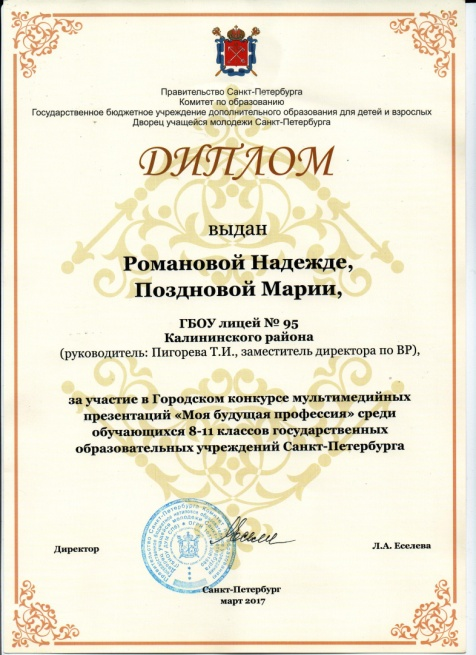 Правительство Санкт-Петербурга
Комитет по образованию
Государственное бюджетное учреждение дополнительного образования для детей и взрослых
Дворец учащейся молодежи Санкт-Петербурга
ДИПЛОМ
выдан
Романовой Надежде,
Поздновой Марии,
ГБОУ лицей № 95
Калининского района
(руководитель: Пигорева Т.И., заместитель директора по ВР),
за участие в Городском конкурсе мультимедийных
презентаций «Моя будущая профессия» среди
обучающихся 8-11 классов государственных
образовательных учреждений Санкт-Петербурга
Директор
Л.А. Еселева
Санкт-Петербург
март 2017